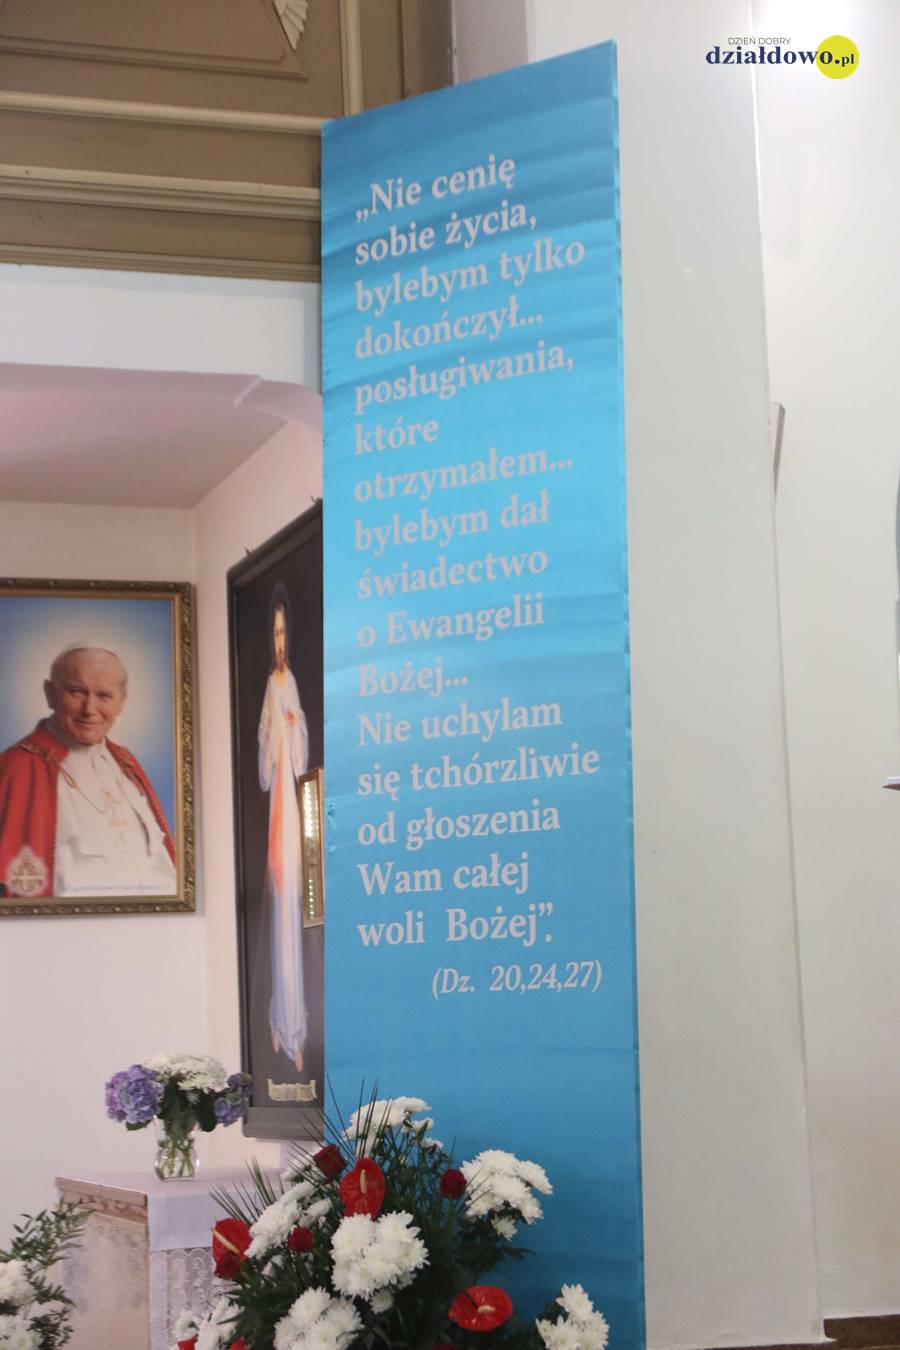 DZIEŃ DOBRY
działdowo.pl
„Nie cenię
sobie życia,
bylebym tylko
dokończył...
posługiwania,
które
otrzymałem...
bylebym dał
świadectwo
o Ewangelii
Bożej...
Nie uchylam
się tchórzliwie
od głoszenia
Wam całej
woli Bożej”.
(Dz. 20,24,27)